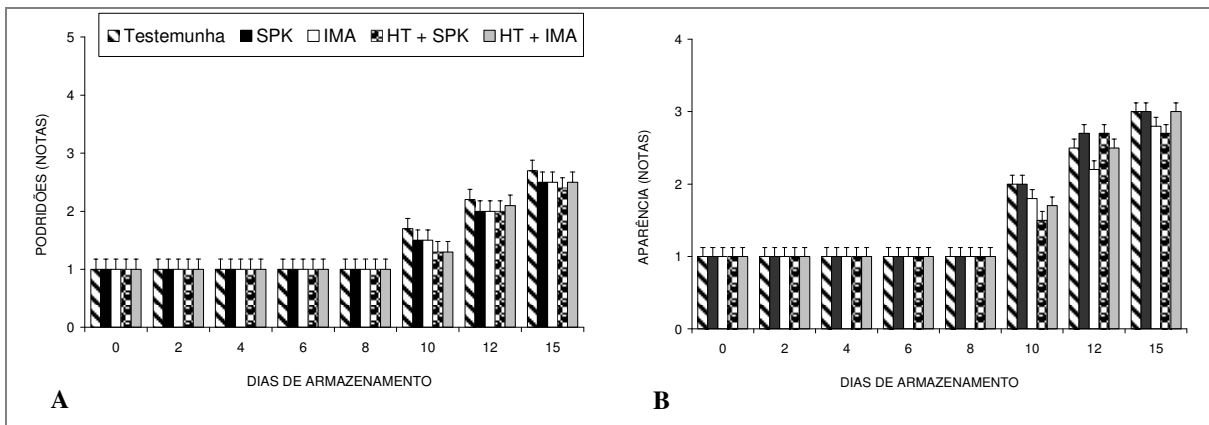 Testemunha SPK IMA HT + SPK HT + IMA
5
4
3
2
1
0
PODRIDÕES (NOTAS)
0 2 4 6 8 10 12 15
DIAS DE ARMAZENAMENTO
A
4
3
2
1
0
APARÊNCIA (NOTAS)
0 2 4 6 8 10 12 15
DIAS DE ARMAZENAMENTO
B